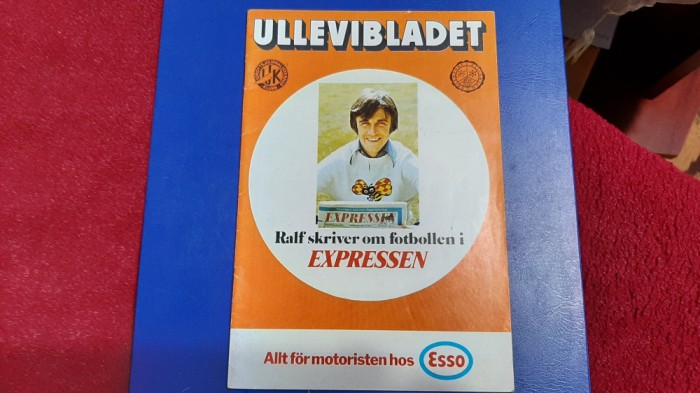 ULLEVIBLADET
EXPRESSEN
Ralf skriver om fotbollen i
EXPRESSEN
Allt för motoristen hos Esso